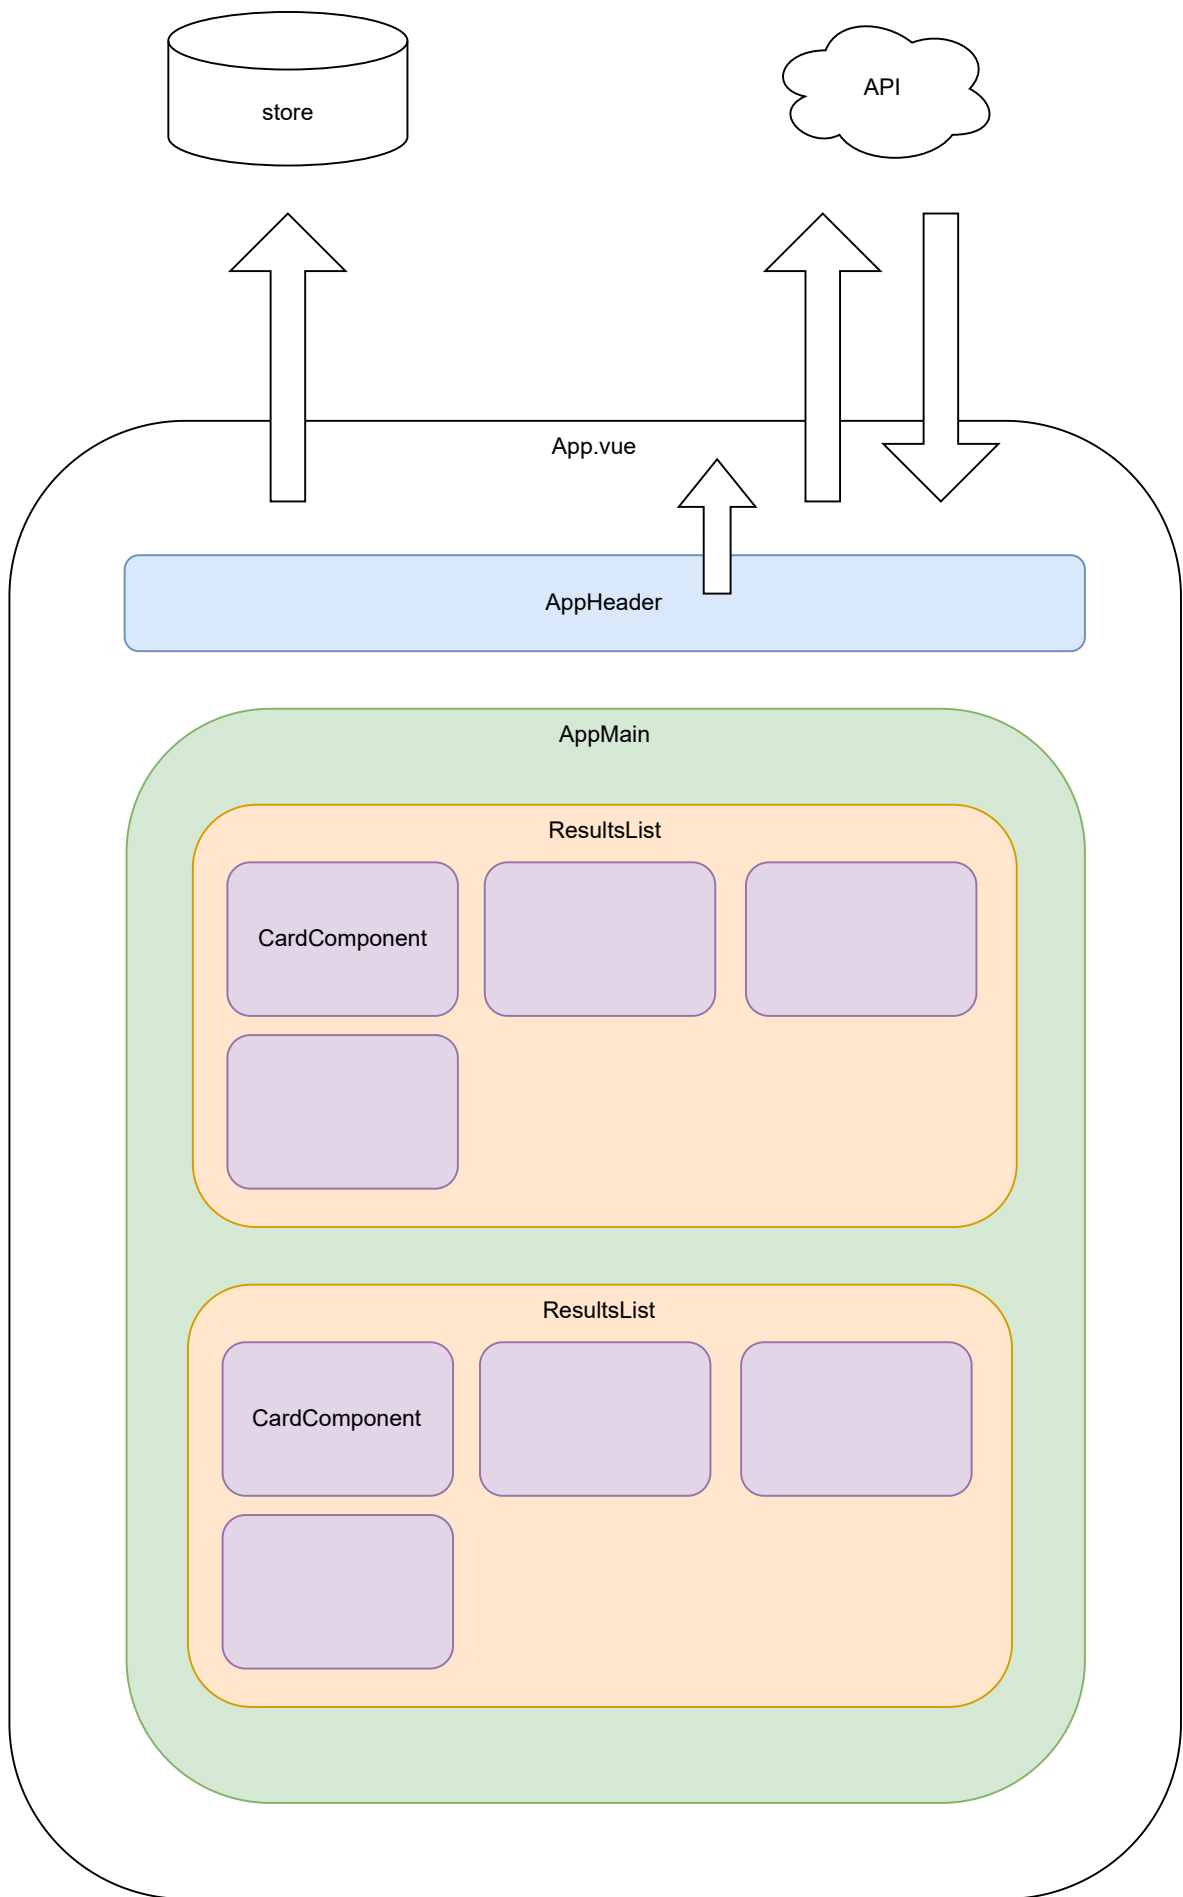 store
API
App.vue
AppHeader
AppMain
ResultsList
CardComponent
ResultsList
CardComponent